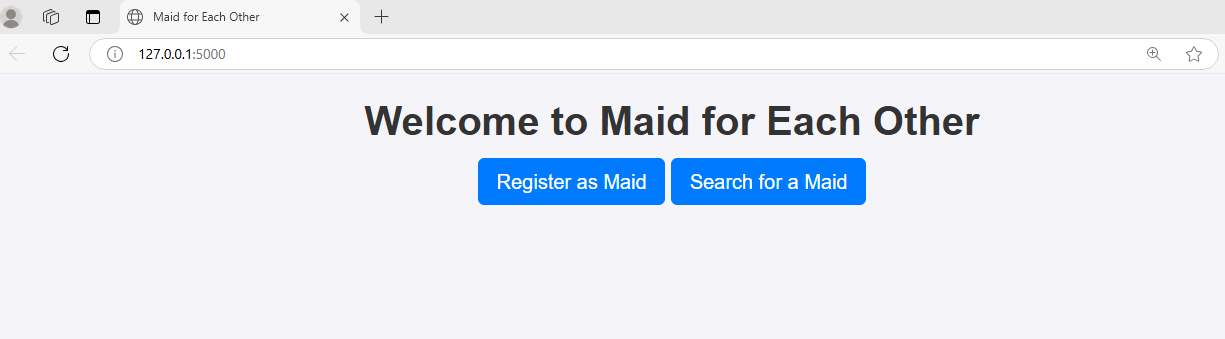 Maid for Each Other
127.0.0.1:5000
Welcome to Maid for Each Other
Register as Maid Search for a Maid